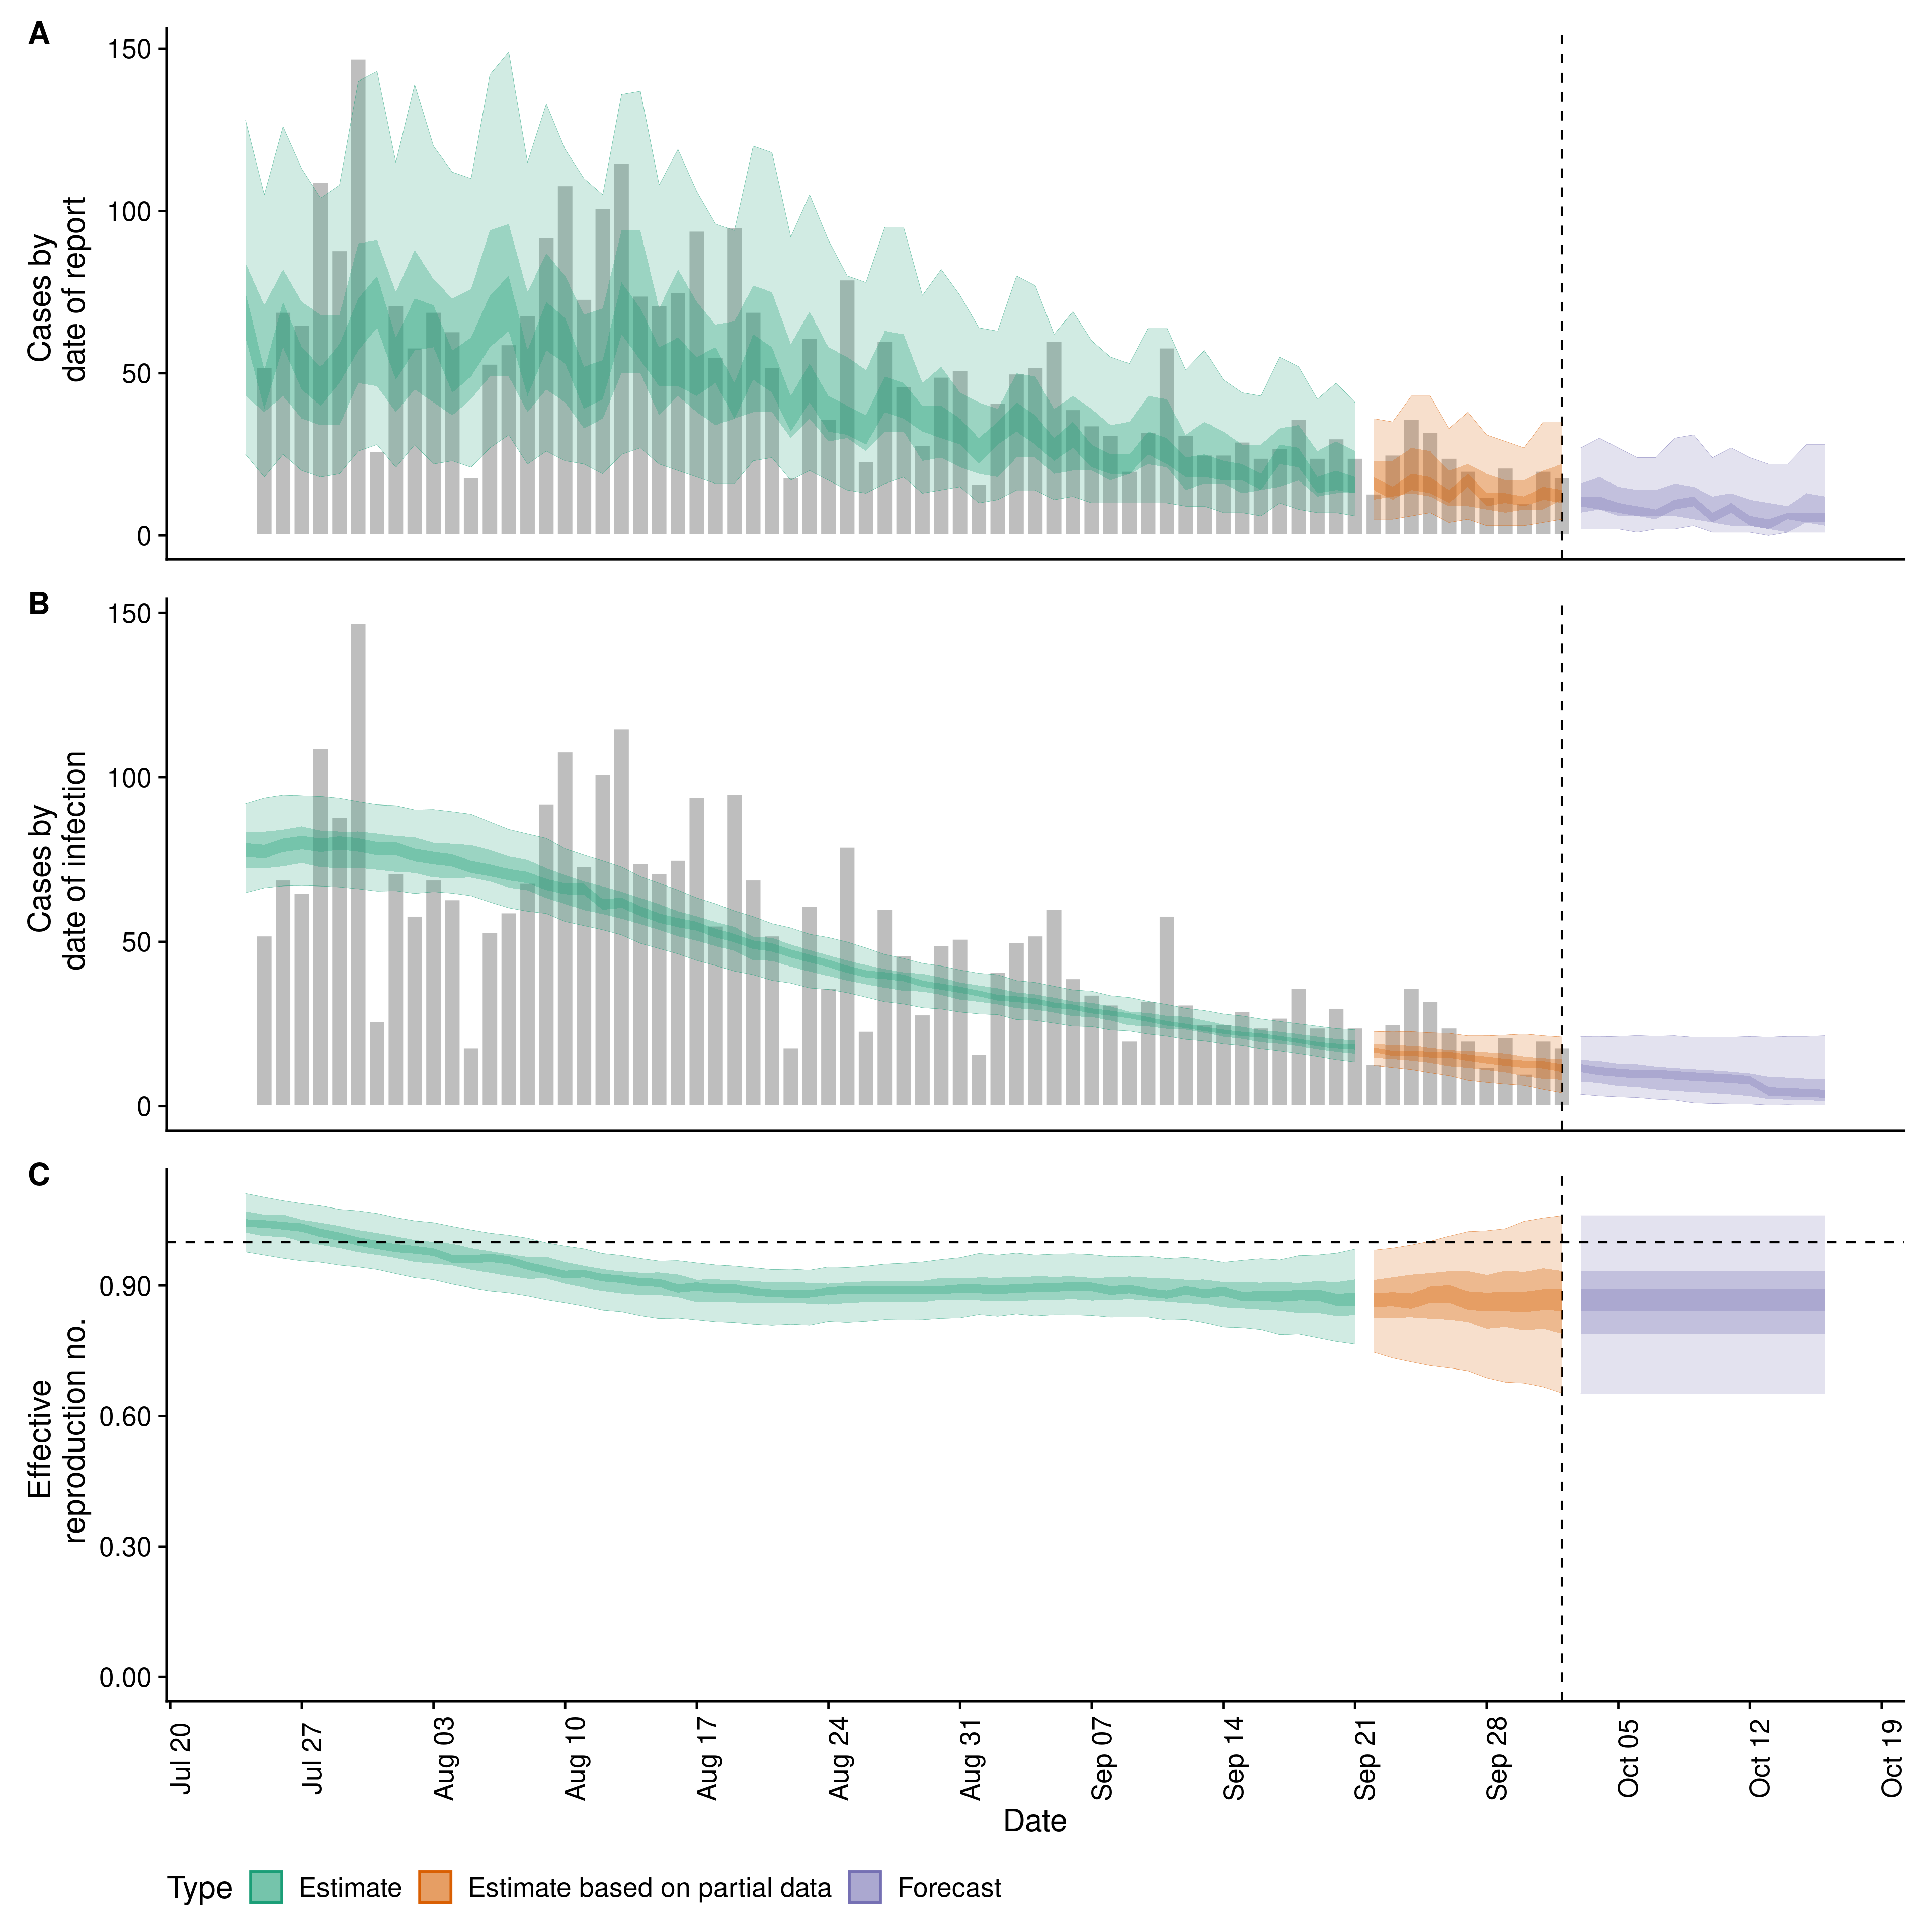 A
150
100
50
0
Cases by
date of report
B
150
100
50
0
Cases by
date of infection
C
0.90
0.60
0.30
0.00
Effective
reproduction no.
Jul 20
Jul 27
Aug 03
Aug 10
Aug 17
Aug 24
Aug 31
Sep 07
Sep 14
Sep 21
Sep 28
Oct 05
Oct 12
Oct 19
Date
Type Estimate Estimate based on partial data Forecast